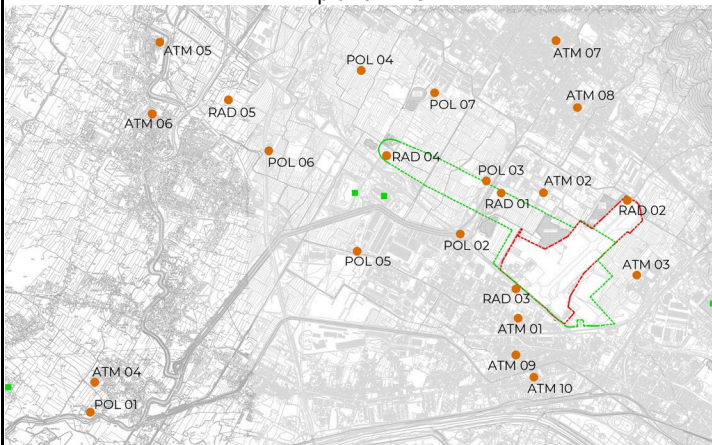 ATM 05
ATM 07
POL 04
ATM 08
POL 07
RAD 05
ATM 06
POL 06
RAD 04
POL 03
ATM 02
RAD 01
RAD 02
POL 02
POL 05
ATM 03
RAD 03
ATM 01
ATM 09
ATM 04
ATM 10
POL 01